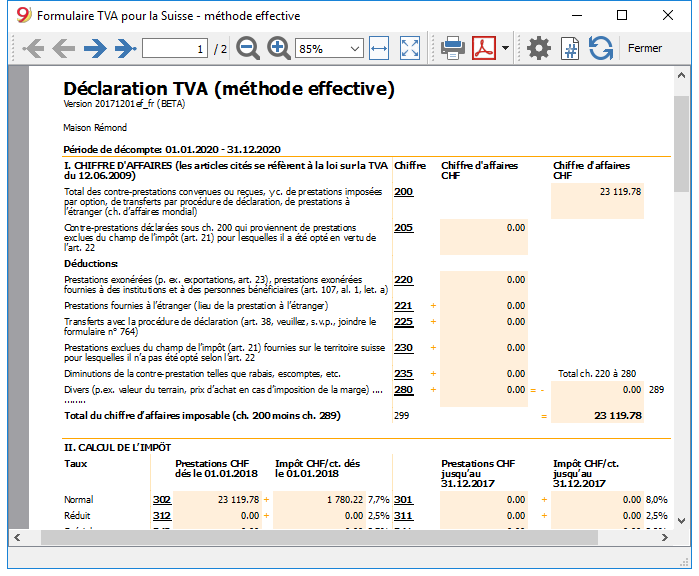 Formulaire TVA pour la Suisse - méthode effective
1 / 2 85% Fermer
Déclaration TVA (méthode effective)
Version 20171201ef_fr (BETA)
Maison Rémond
Période de décompte: 01.01.2020 - 31.12.2020
I. CHIFFRE D'AFFAIRES (les articles cités se réfèrent à la loi sur la TVA du 12.06.2009) Chiffre Chiffre d'affaires CHF Chiffre d'affaires CHF
Total des contre-prestations convenues ou reçues, y c. de prestations imposées par option, de transferts par procédure de déclaration, de prestations à l'étranger (ch. d'affaires mondial) 200 23 119.78
Contre-prestations déclarées sous ch. 200 qui proviennent de prestations exclues du champ de l'impôt (art. 21) pour lesquelles il a été opté en vertu de l'art. 22 205 0.00
Déductions:
Prestations exonérées (p. ex. exportations, art. 23), prestations exonérées fournies à des institutions et à des personnes bénéficiaires (art. 107, al. 1, let. a) 220 0.00
Prestations fournies à l'étranger (lieu de la prestation à l'étranger) 221 + 0.00
Transferts avec la procédure de déclaration (art. 38, veuillez, s.v.p., joindre le formulaire n° 764) 225 + 0.00
Prestations exclues du champ de l'impôt (art. 21) fournies sur le territoire suisse pour lesquelles il n'a pas été opté selon l'art. 22 230 + 0.00
Diminutions de la contre-prestation telles que rabais, escomptes, etc. 235 + 0.00 Total ch. 220 à 280
Divers (p.ex. valeur du terrain, prix d'achat en cas d'imposition de la marge) .... ........ 280 + 0.00 = - 0.00 289
Total du chiffre d'affaires imposable (ch. 200 moins ch. 289) 299 = 23 119.78
II. CALCUL DE L'IMPÖT
Taux Prestations CHF dés le 01.01.2018 Impôt CHF/ct. dés le 01.01.2018 Prestations CHF jusqu'au 31.12.2017 Impôt CHF/ct. jusqu'au 31.12.2017
Normal 302 23 119.78 + 1 780.22 7,7% 301 0.00 + 0.00 8,0%
Réduit 312 0.00 + 0.00 2,5% 311 0.00 + 0.00 2,5%